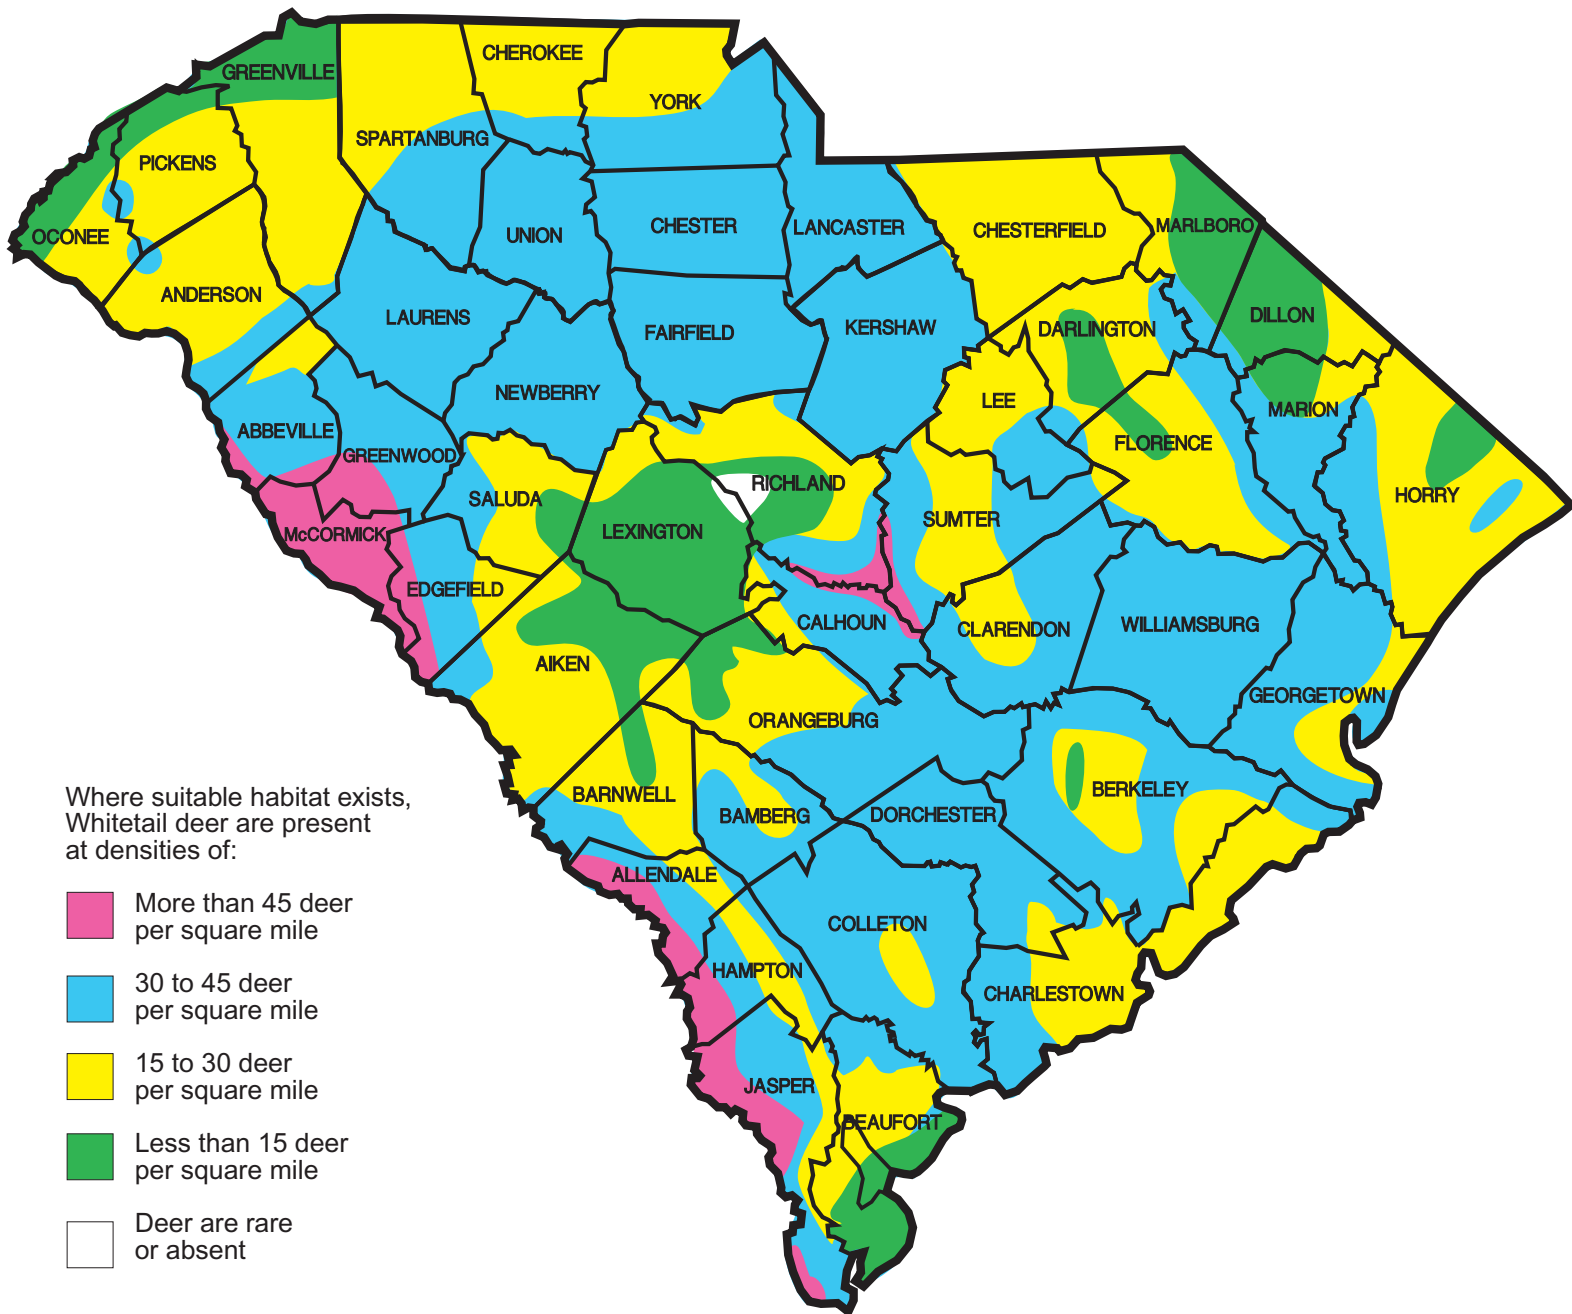 GREENVILLE
CHEROKEE
YORK
SPARTANBURG
PICKENS
OCONEE
ANDERSON
UNION
CHESTER
LANCASTER
CHESTERFIELD
MARLBORO
LAURENS
FAIRFIELD
KERSHAW
DARLINGTON
DILLON
NEWBERRY
LEE
MARION
ABBEVILLE
GREENWOOD
FLORENCE
HORRY
SALUDA
RICHLAND
McCORMICK
LEXINGTON
SUMTER
EDGEFIELD
CALHOUN
CLARENDON
WILLIAMSBURG
AIKEN
GEORGETOWN
ORANGEBURG
BARNWELL
BAMBERG
DORCHESTER
BERKELEY
ALLENDALE
COLLETON
HAMPTON
CHARLESTOWN
JASPER
BEAUFORT
Where suitable habitat exists,
Whitetail deer are present
at densities of:
More than 45 deer
per square mile
30 to 45 deer
per square mile
15 to 30 deer
per square mile
Less than 15 deer
per square mile
Deer are rare
or absent